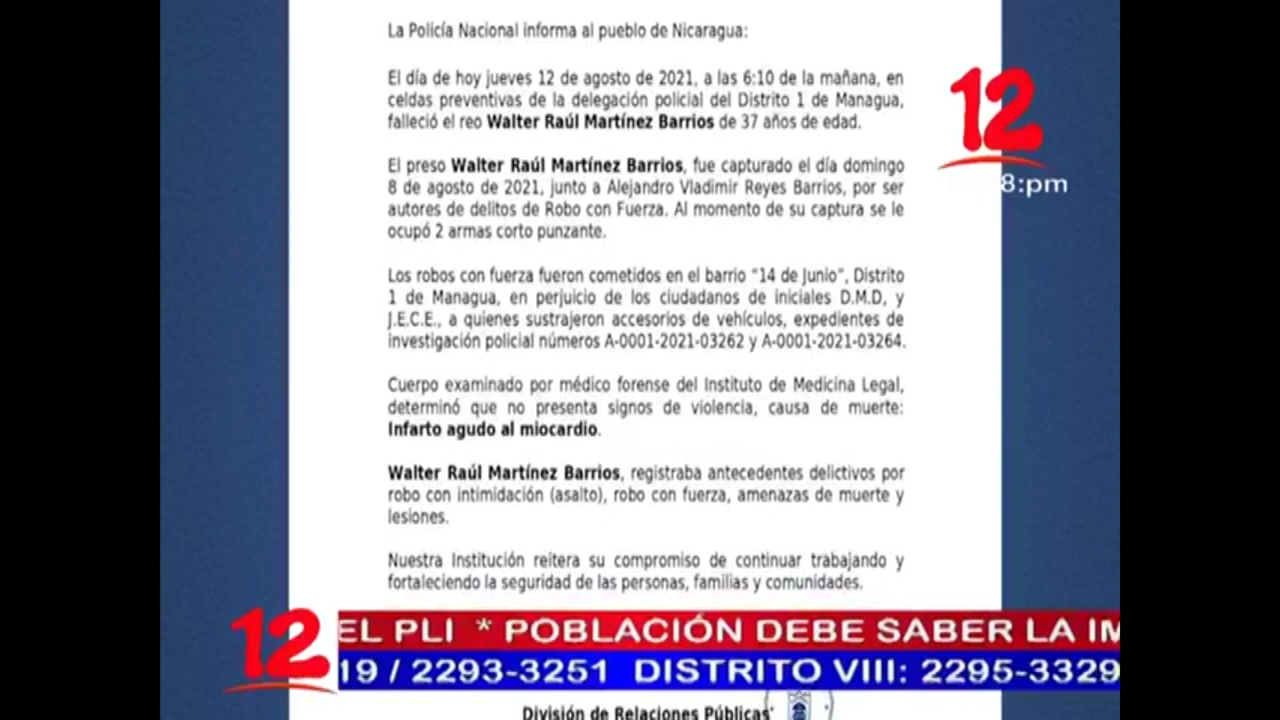 La Policía Nacional informa al pueblo de Nicaragua:
El día de hoy jueves 12 de agosto de 2021, a las 6:10 de la mañana, en
celdas preventivas de la delegación policial del Distrito 1 de Managua,
falleció el reo Walter Raúl Martínez Barrios de 37 años de edad.
12
8:pm
El preso Walter Raúl Martínez Barrios, fue capturado el día domingo
8 de agosto de 2021, junto a Alejandro Vladimir Reyes Barrios, por ser
autores de delitos de Robo con Fuerza. Al momento de su captura se le
ocupó 2 armas corto punzante.
Los robos con fuerza fueron cometidos en el barrio "14 de Junio", Distrito
1 de Managua, en perjuicio de los ciudadanos de iniciales D.M.D, y
J.E.C.E., a quienes sustrajeron accesorios de vehículos, expedientes de
investigación policial números A-0001-2021-03262 y A-0001-2021-03264.
Cuerpo examinado por médico forense del Instituto de Medicina Legal,
determinó que no presenta signos de violencia, causa de muerte:
Infarto agudo al miocardio.
Walter Raúl Martínez Barrios, registraba antecedentes delictivos por
robo con intimidación (asalto), robo con fuerza, amenazas de muerte y
lesiones.
Nuestra Institución reitera su compromiso de continuar trabajando y
fortaleciendo la seguridad de las personas, familias y comunidades.
12
EL PLI * POBLACIÓN DEBE SABER LA IM
19 / 2293-3251 DISTRITO VIII: 2295-3329
División de Relaciones Públicas